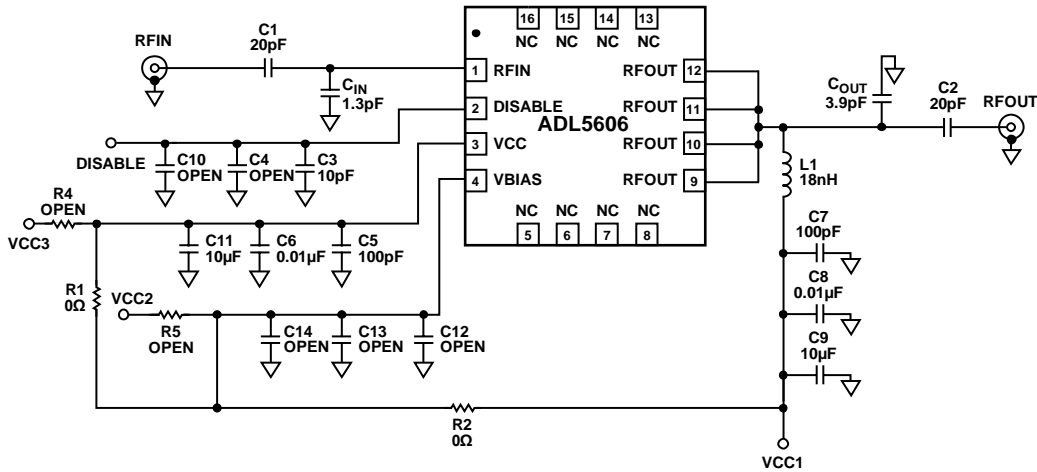 16 15 14 13
NC NC NC NC
RFIN
C1
20pF
C_IN
1.3pF
1 RFIN
2 DISABLE
3 VCC
4 VBIAS
ADL5606
RFOUT 12
RFOUT 11
RFOUT 10
RFOUT 9
NC NC NC NC
5 6 7 8
C_OUT
3.9pF
C2
20pF
RFOUT
L1
18nH
DISABLE
C10
OPEN
C4
OPEN
C3
10pF
R4
OPEN
VCC3
C11
10µF
C6
0.01µF
C5
100pF
C7
100pF
C8
0.01µF
C9
10µF
R1
0Ω
VCC2
R5
OPEN
C14
OPEN
C13
OPEN
C12
OPEN
R2
0Ω
VCC1